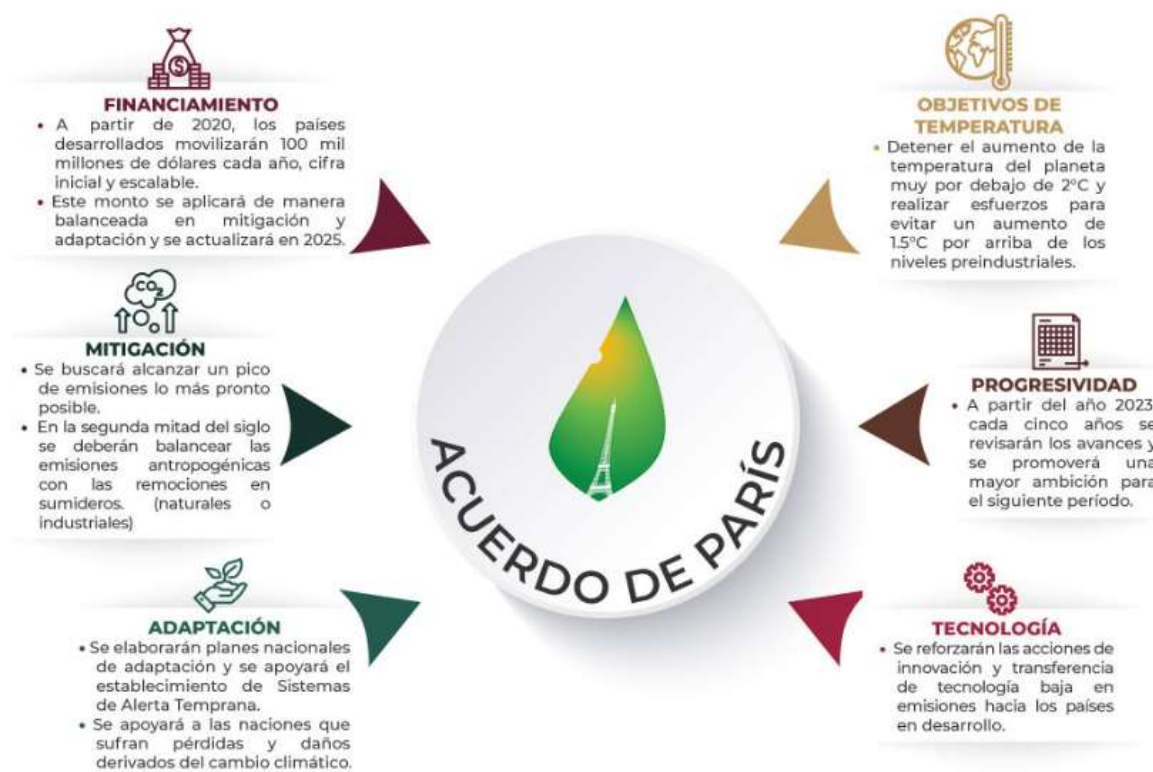 FINANCIAMIENTO
• A partir de 2020, los países
desarrollados movilizarán 100 mil
millones de dólares cada año, cifra
inicial y escalable.
• Este monto se aplicará de manera
balanceada en mitigación y
adaptación y se actualizará en 2025.
CO2
MITIGACIÓN
• Se buscará alcanzar un pico
de emisiones lo más pronto
posible.
• En la segunda mitad del siglo
se deberán balancear las
emisiones antropogénicas
con las remociones en
sumideros. (naturales o
industriales)
ADAPTACIÓN
• Se elaborarán planes nacionales
de adaptación y se apoyará el
establecimiento de Sistemas
de Alerta Temprana.
• Se apoyará a las naciones que
sufran pérdidas y daños
derivados del cambio climático.
ACUERDO DE PARÍS
OBJETIVOS DE
TEMPERATURA
• Detener el aumento de la
temperatura del planeta
muy por debajo de 2°C y
realizar esfuerzos para
evitar un aumento de
1.5°C por arriba de los
niveles preindustriales.
PROGRESIVIDAD
• A partir del año 2023,
cada cinco años se
revisarán los avances y
se promoverá una
mayor ambición para
el siguiente período.
TECNOLOGÍA
• Se reforzarán las acciones de
innovación y transferencia
de tecnología baja en
emisiones hacia los países
en desarrollo.